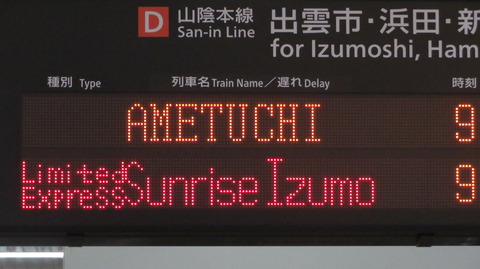 D 山陰本線 出雲市・浜田・新
San-in Line for Izumoshi, Ham
種別 Type 列車名 Train Name／遅れ Delay 時刻
AMETUCHI 9
Limited Express Sunrise Izumo 9